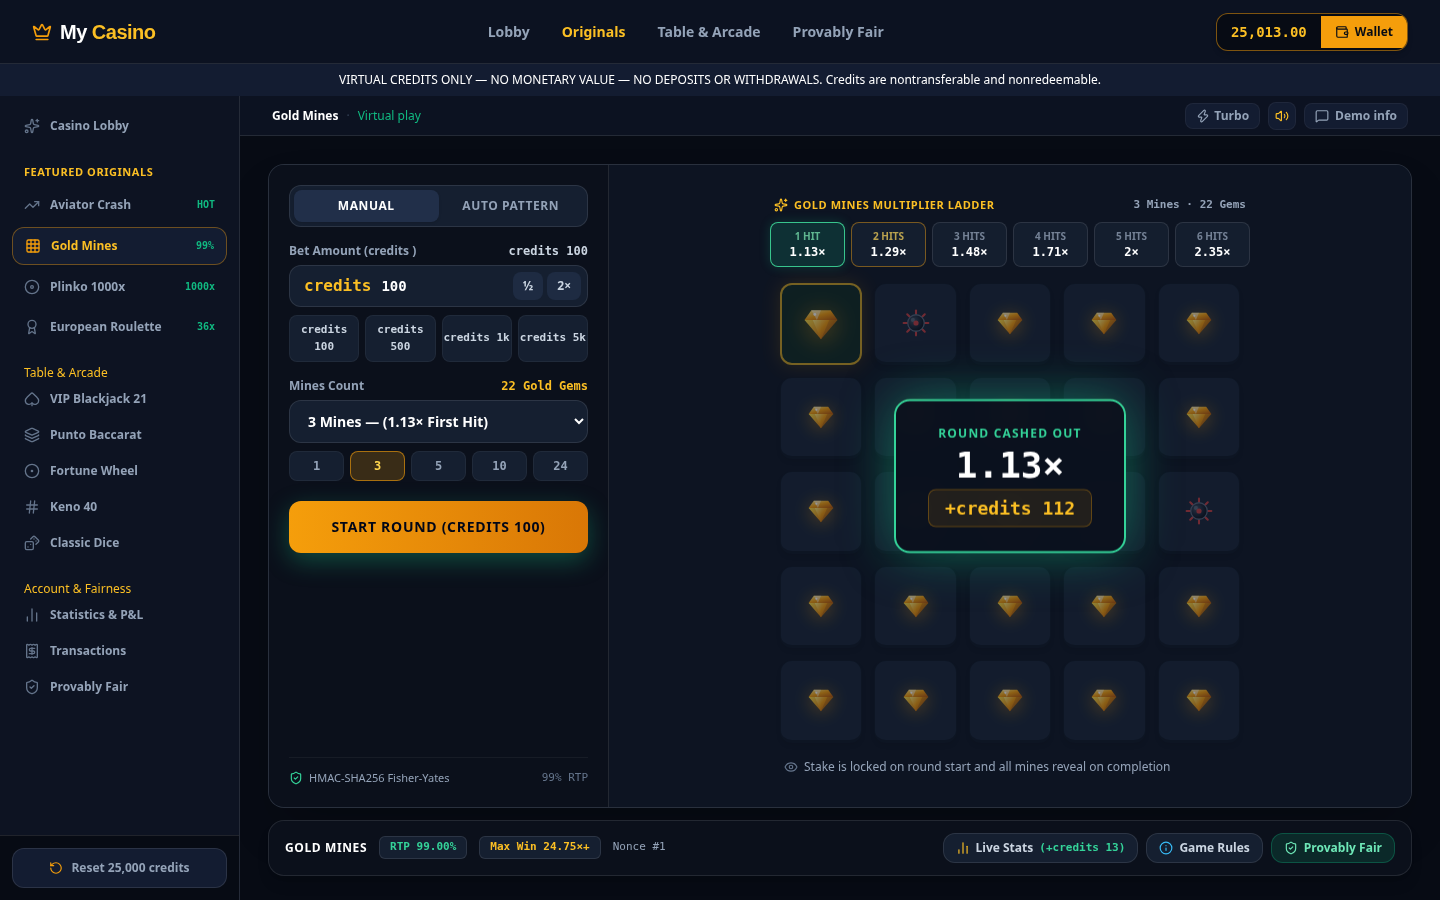 My Casino
Lobby
Originals
Table & Arcade
Provably Fair
25,013.00
Wallet
VIRTUAL CREDITS ONLY — NO MONETARY VALUE — NO DEPOSITS OR WITHDRAWALS. Credits are nontransferable and nonredeemable.
Casino Lobby
FEATURED ORIGINALS
Aviator Crash HOT
Gold Mines 99%
Plinko 1000x 1000x
European Roulette 36x
Table & Arcade
VIP Blackjack 21
Punto Baccarat
Fortune Wheel
Keno 40
Classic Dice
Account & Fairness
Statistics & P&L
Transactions
Provably Fair
Reset 25,000 credits
Gold Mines · Virtual play
Turbo
Demo info
MANUAL
AUTO PATTERN
Bet Amount (credits ) credits 100
credits 100 ½ 2×
credits 100
credits 500
credits 1k
credits 5k
Mines Count 22 Gold Gems
3 Mines — (1.13× First Hit)
1 3 5 10 24
START ROUND (CREDITS 100)
HMAC-SHA256 Fisher-Yates 99% RTP
GOLD MINES MULTIPLIER LADDER 3 Mines · 22 Gems
1 HIT 2 HITS 3 HITS 4 HITS 5 HITS 6 HITS
1.13× 1.29× 1.48× 1.71× 2× 2.35×
ROUND CASHED OUT
1.13×
+credits 112
Stake is locked on round start and all mines reveal on completion
GOLD MINES RTP 99.00% Max Win 24.75×+ Nonce #1
Live Stats (+credits 13)
Game Rules
Provably Fair